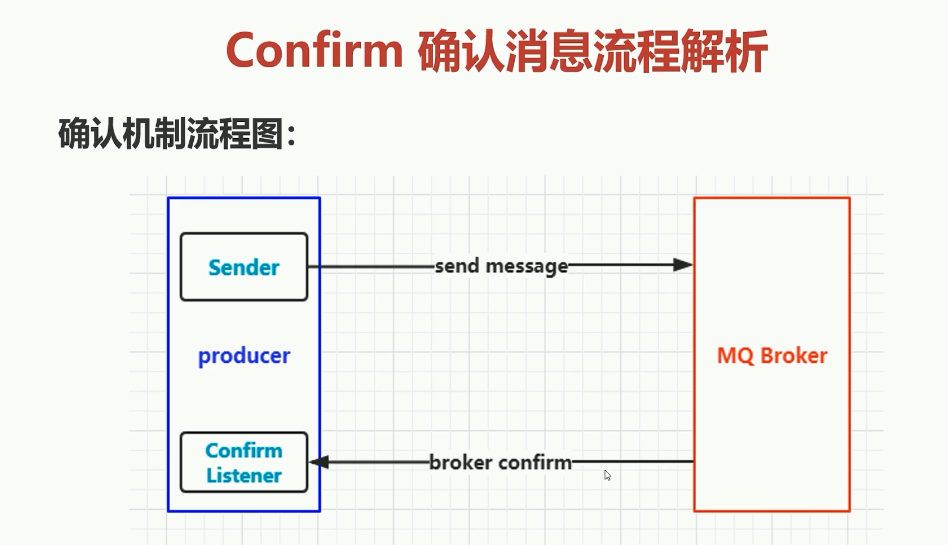 Confirm 确认消息流程解析
确认机制流程图：
Sender
send message
producer
MQ Broker
Confirm
Listener
broker confirm